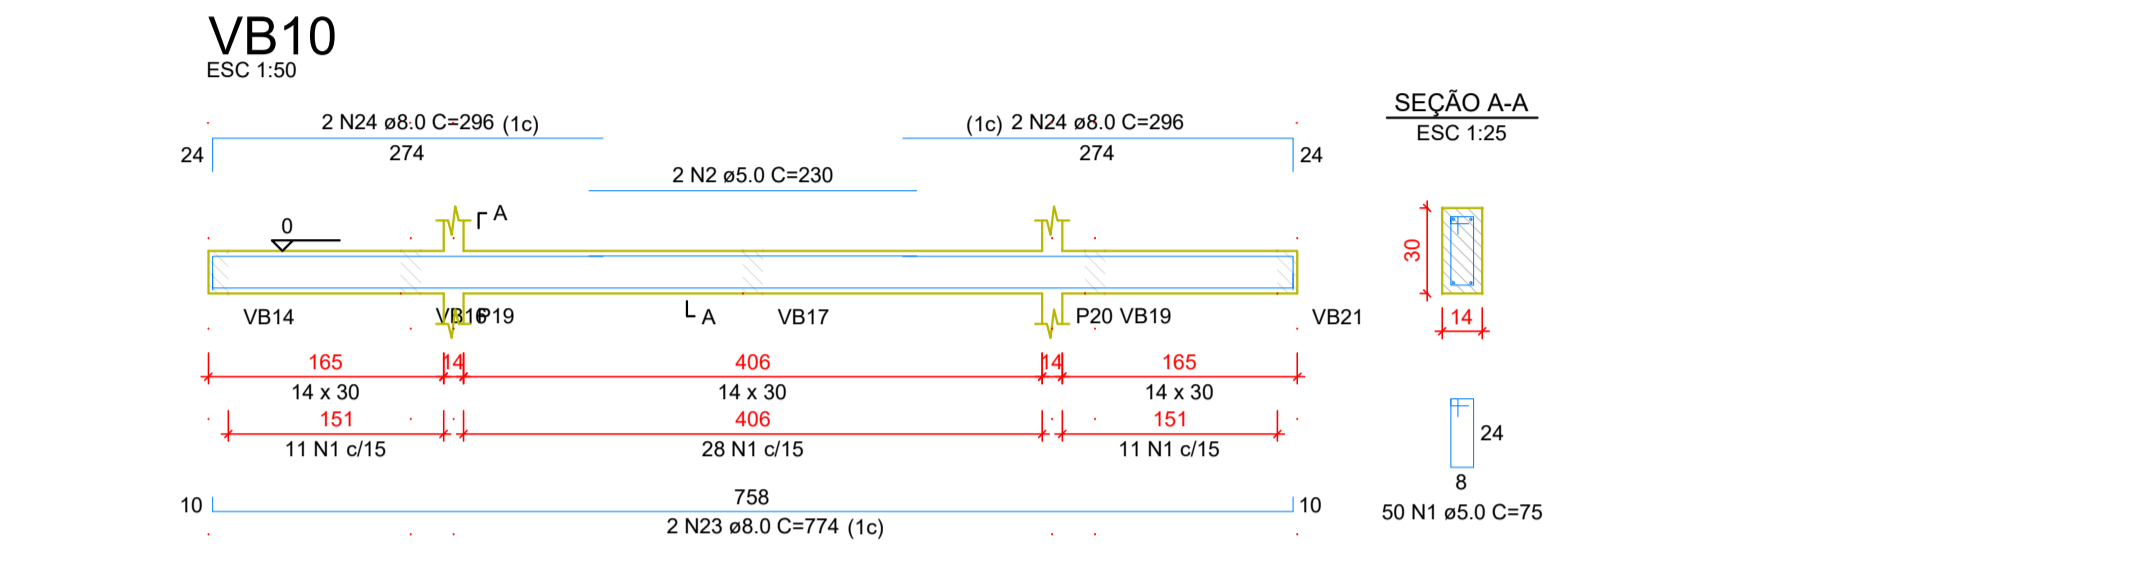 VB10
ESC 1:50
SEÇÃO A-A
ESC 1:25
2 N24 ø8.0 C=296 (1c)
(1c) 2 N24 ø8.0 C=296
24
274
274
24
2 N2 ø5.0 C=230
0
A
30
VB14
VB16
P19
A
VB17
P20 VB19
VB21
14
165
14
406
14
165
14 x 30
14 x 30
14 x 30
151
406
151
11 N1 c/15
28 N1 c/15
11 N1 c/15
24
8
50 N1 ø5.0 C=75
10
758
10
2 N23 ø8.0 C=774 (1c)